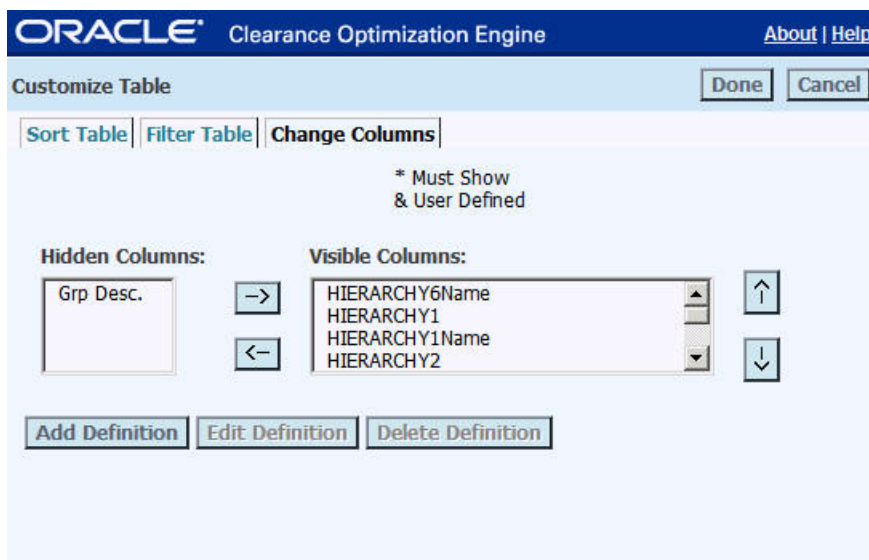 ORACLE Clearance Optimization Engine About | Help
Customize Table Done Cancel
Sort Table Filter Table Change Columns
* Must Show
& User Defined
Hidden Columns: Visible Columns:
Grp Desc. --> HIERARCHY6Name
HIERARCHY1
HIERARCHY1Name
<-- HIERARCHY2
Add Definition Edit Definition Delete Definition